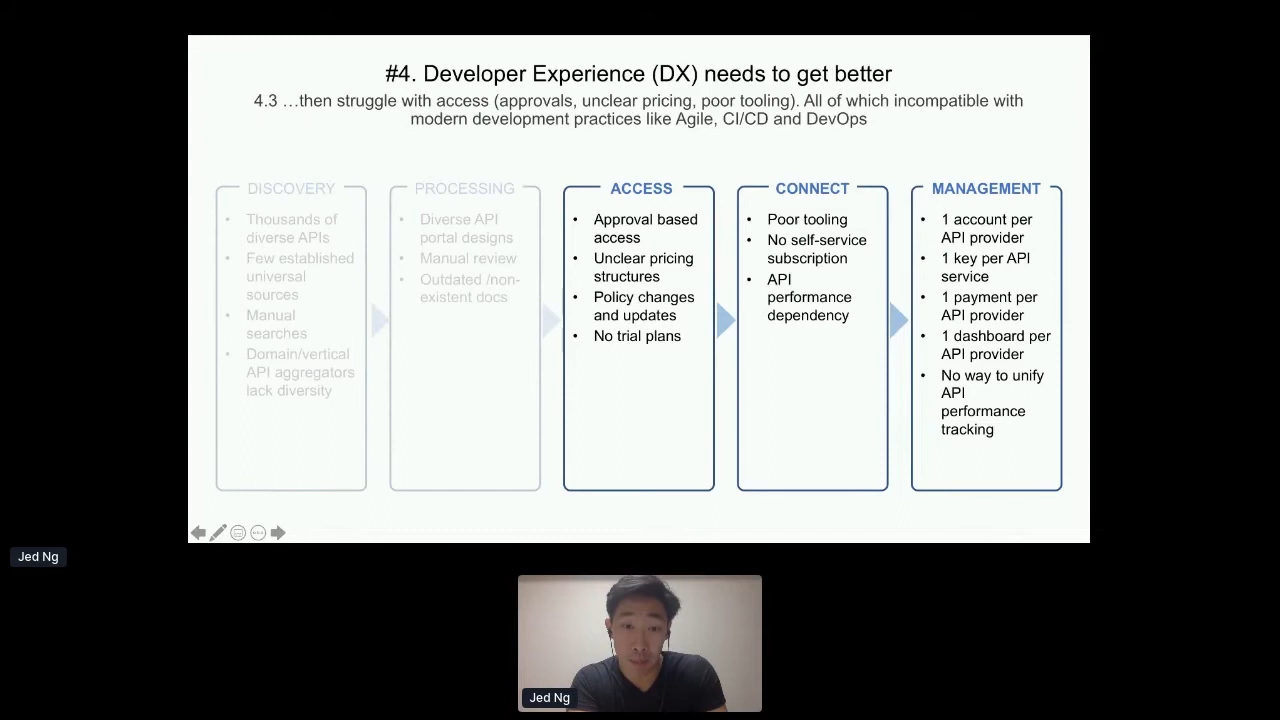 #4. Developer Experience (DX) needs to get better
4.3 …then struggle with access (approvals, unclear pricing, poor tooling). All of which incompatible with
modern development practices like Agile, CI/CD and DevOps
DISCOVERY
• Thousands of
diverse APIs
• Few established
universal
sources
• Manual
searches
• Domain/vertical
API aggregators
lack diversity
PROCESSING
• Diverse API
portal designs
• Manual review
• Outdated /non-
existent docs
ACCESS
• Approval based
access
• Unclear pricing
structures
• Policy changes
and updates
• No trial plans
CONNECT
• Poor tooling
• No self-service
subscription
• API
performance
dependency
MANAGEMENT
• 1 account per
API provider
• 1 key per API
service
• 1 payment per
API provider
• 1 dashboard per
API provider
• No way to unify
API
performance
tracking
Jed Ng
Jed Ng